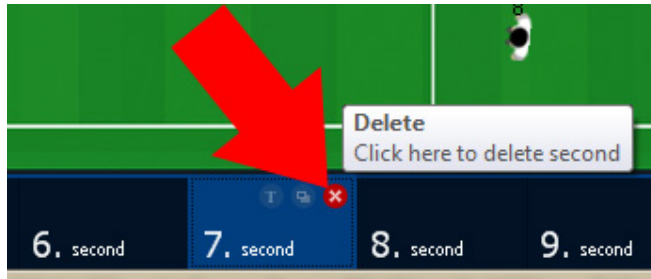 8
Delete
Click here to delete second
T
6. second
7. second
8. second
9. second